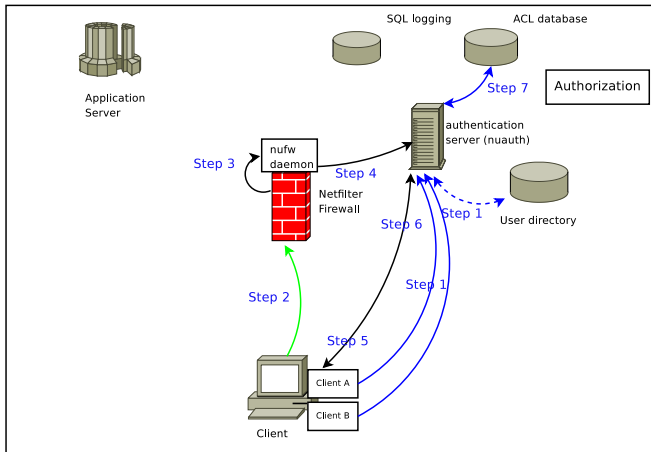 SQL logging
ACL database
Step 7
Authorization
Application
Server
authentication
server (nuauth)
nufw
daemon
Step 3
Step 4
Netfilter
Firewall
Step 1
User directory
Step 6
Step 2
Step 1
Step 5
Client A
Client B
Client